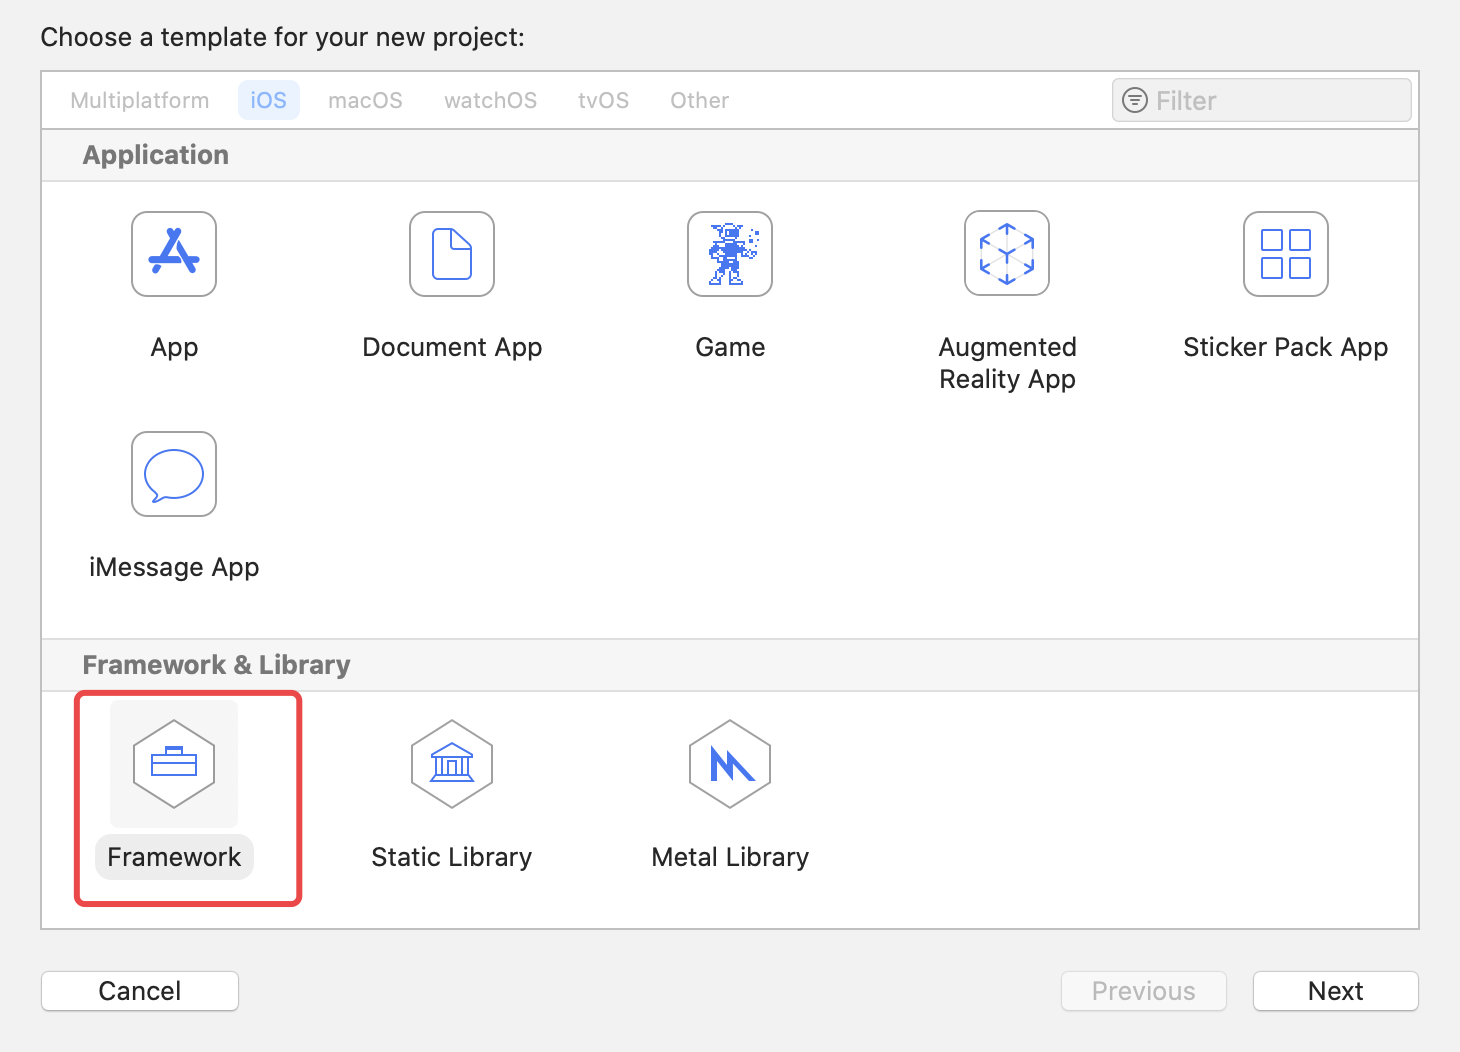 Choose a template for your new project:
Multiplatform iOS macOS watchOS tvOS Other Filter
Application
App Document App Game Augmented Sticker Pack App
Reality App
iMessage App
Framework & Library
Framework Static Library Metal Library
Cancel Previous Next